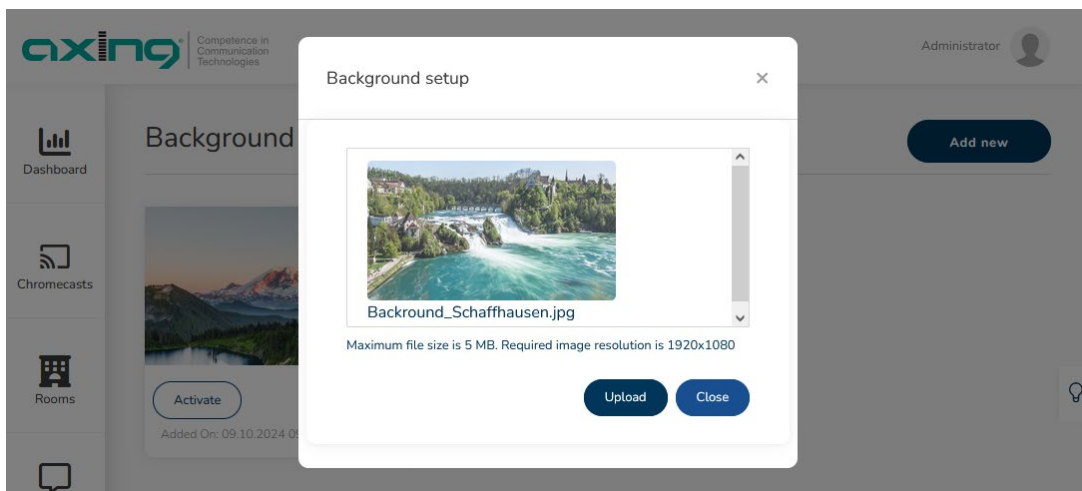 axing
Competence in
Communication
Technologies
Administrator
Background setup
×
Background
Add new
Dashboard
Backround_Schaffhausen.jpg
Maximum file size is 5 MB. Required image resolution is 1920x1080
Chromecasts
Upload
Close
Rooms
Activate
Added On: 09.10.2024